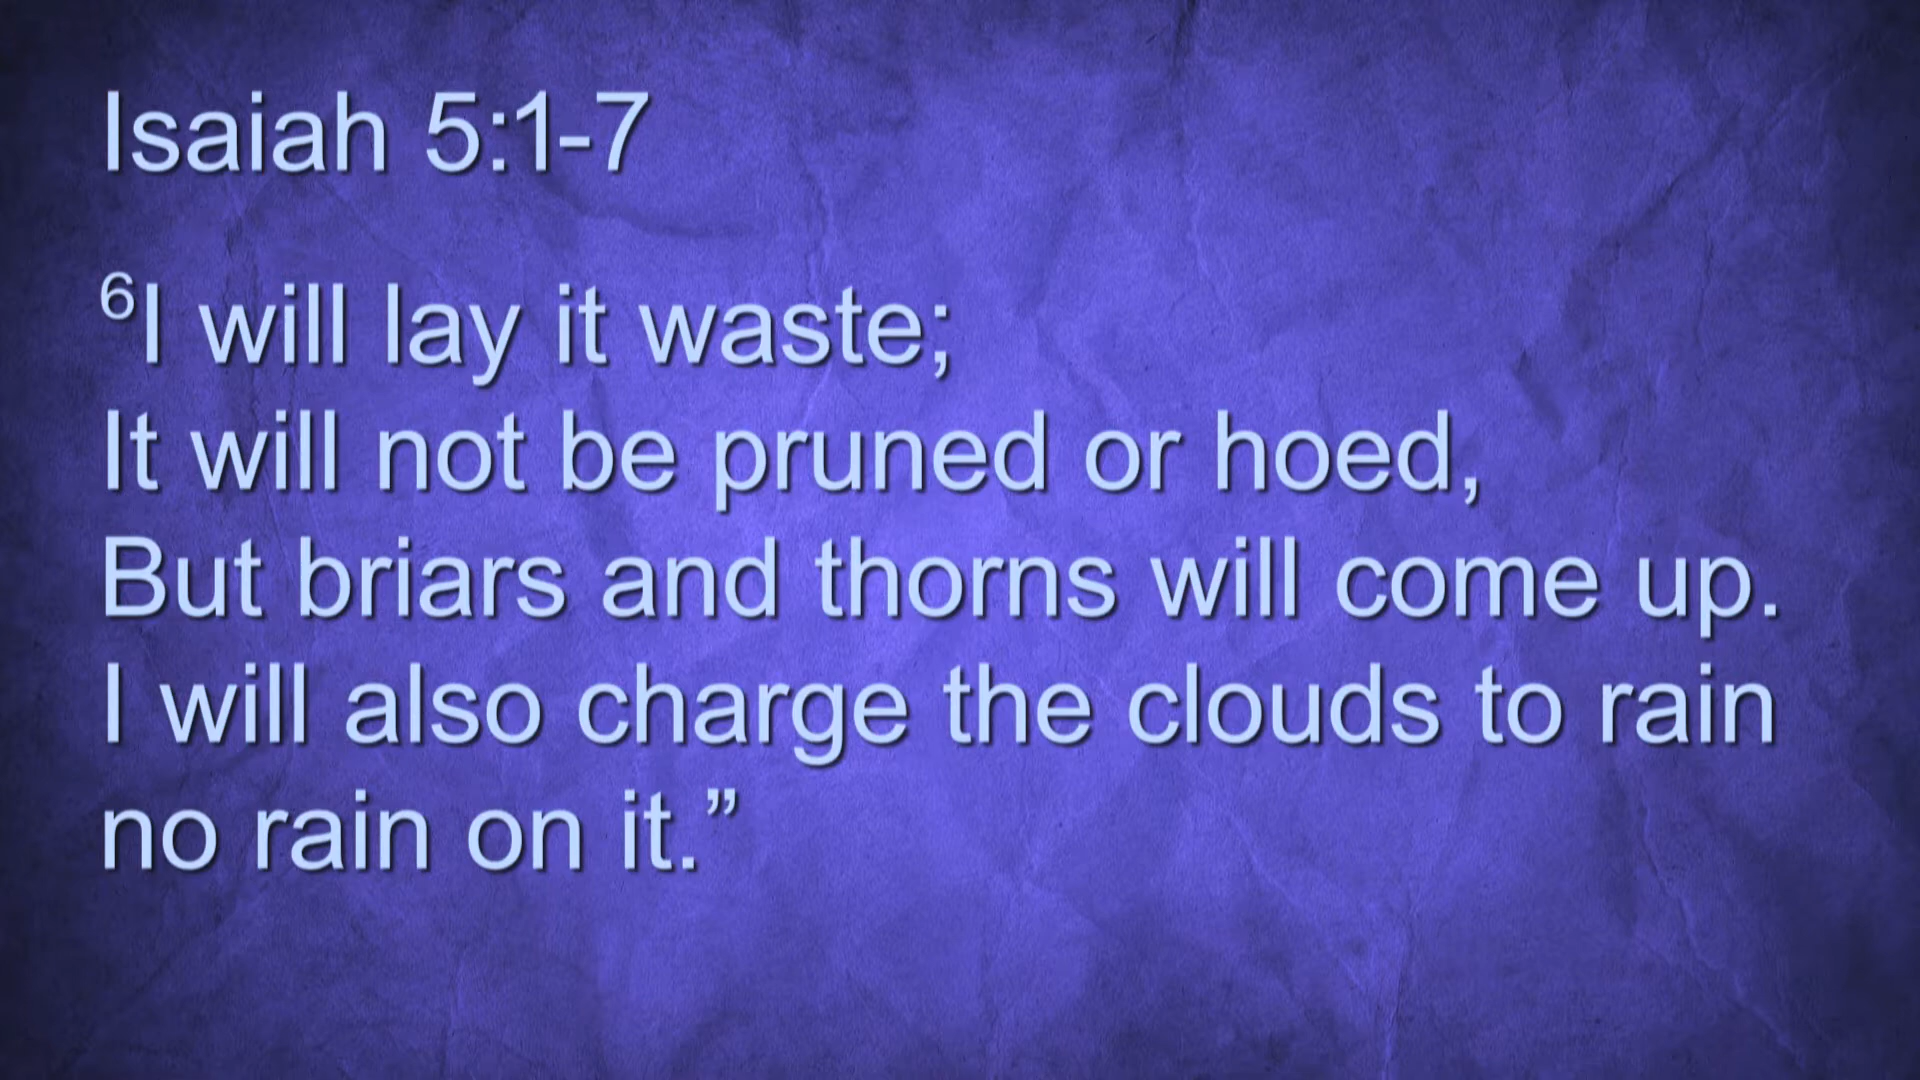 Isaiah 5:1-7
⁶I will lay it waste;
It will not be pruned or hoed,
But briars and thorns will come up.
I will also charge the clouds to rain
no rain on it.”